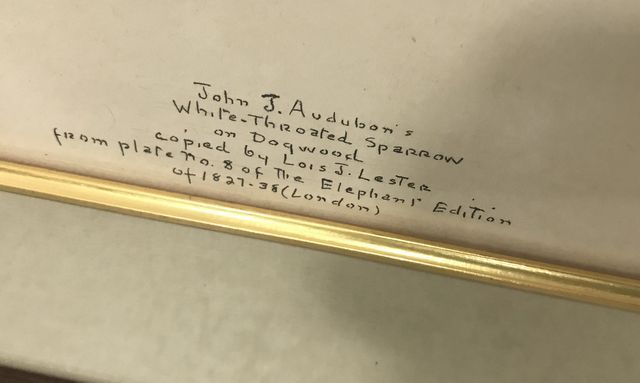 John J. Audubon's
White-Throated Sparrow
on Dogwood
copied by Lois J. Lester
from plate no. 8 of The Elephant Edition
of 1827-38 (London)